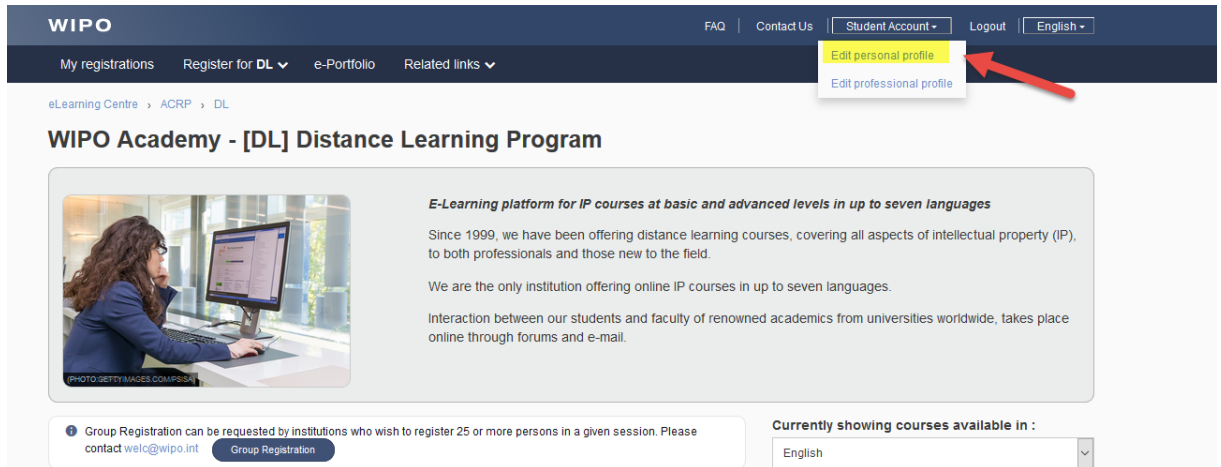 WIPO
FAQ Contact Us Student Account English Logout
Edit personal profile
My registrations Register for DL e-Portfolio Related links
Edit professional profile
eLearning Centre › ACRP › DL
WIPO Academy - [DL] Distance Learning Program
E-Learning platform for IP courses at basic and advanced levels in up to seven languages
Since 1999, we have been offering distance learning courses, covering all aspects of intellectual property (IP),
to both professionals and those new to the field.
We are the only institution offering online IP courses in up to seven languages.
Interaction between our students and faculty of renowned academics from universities worldwide, takes place
online through forums and e-mail.
(PHOTO:GETTYIMAGES.COM/PSISA)
Group Registration can be requested by institutions who wish to register 25 or more persons in a given session. Please
contact welc@wipo.int Group Registration
Currently showing courses available in :
English